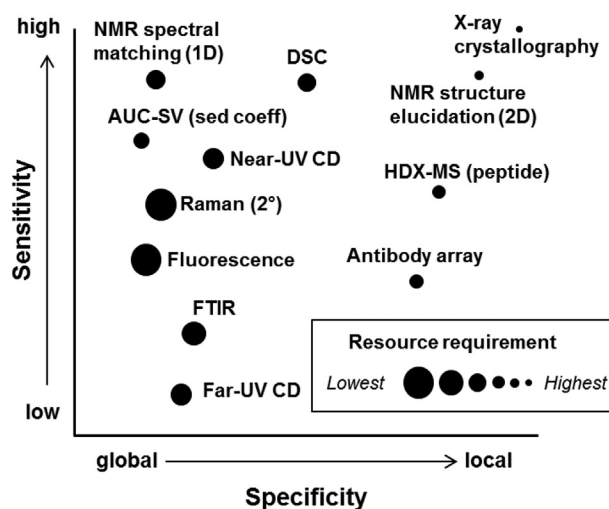 high
NMR spectral
matching (1D)
DSC
X-ray
crystallography
NMR structure
elucidation (2D)
AUC-SV (sed coeff)
Near-UV CD
HDX-MS (peptide)
Raman (2°)
Fluorescence
Antibody array
FTIR
Far-UV CD
Resource requirement
Lowest
Highest
Sensitivity
low
global
local
Specificity